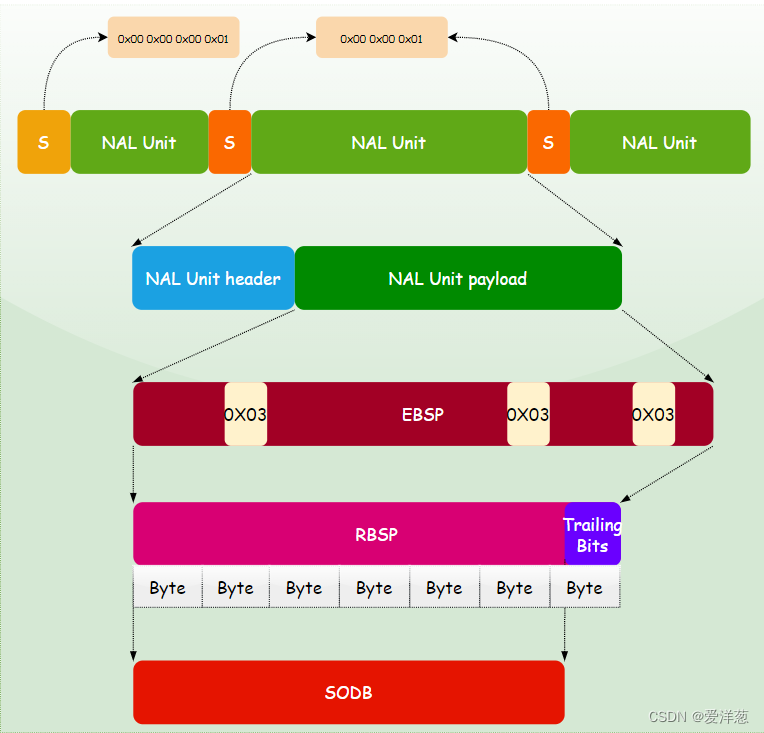 0x00 0x00 0x00 0x01
0x00 0x00 0x01
S
NAL Unit
S
NAL Unit
S
NAL Unit
NAL Unit header
NAL Unit payload
0X03
EBSP
0X03
0X03
RBSP
Trailing
Bits
Byte
Byte
Byte
Byte
Byte
Byte
Byte
SODB
CSDN @爱洋葱